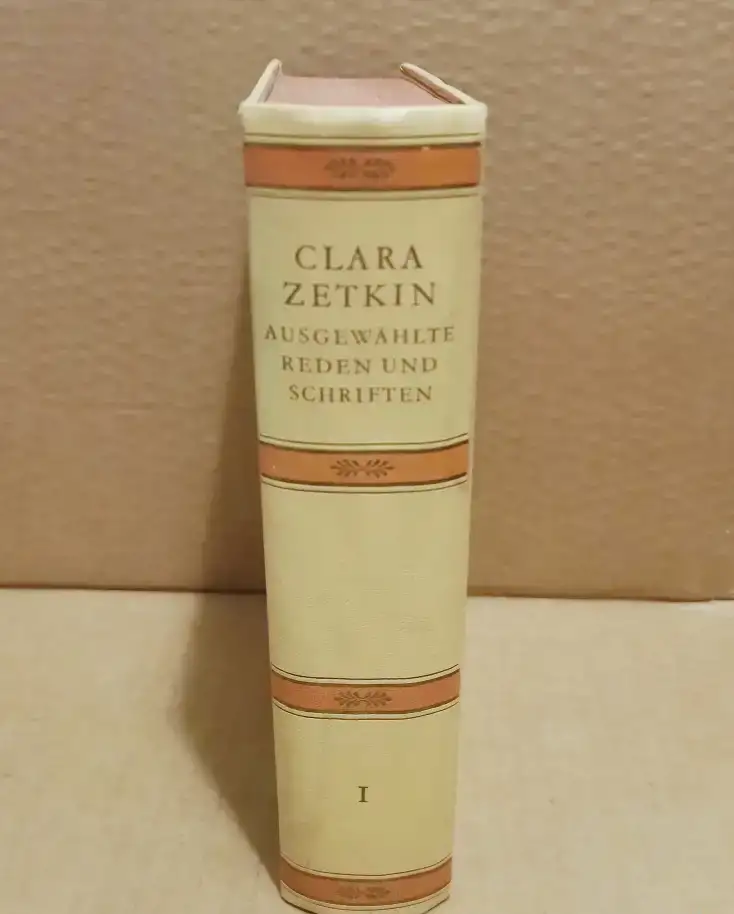 CLARA
ZETKIN
AUSGEWÄHLTE
REDEN UND
SCHRIFTEN
I